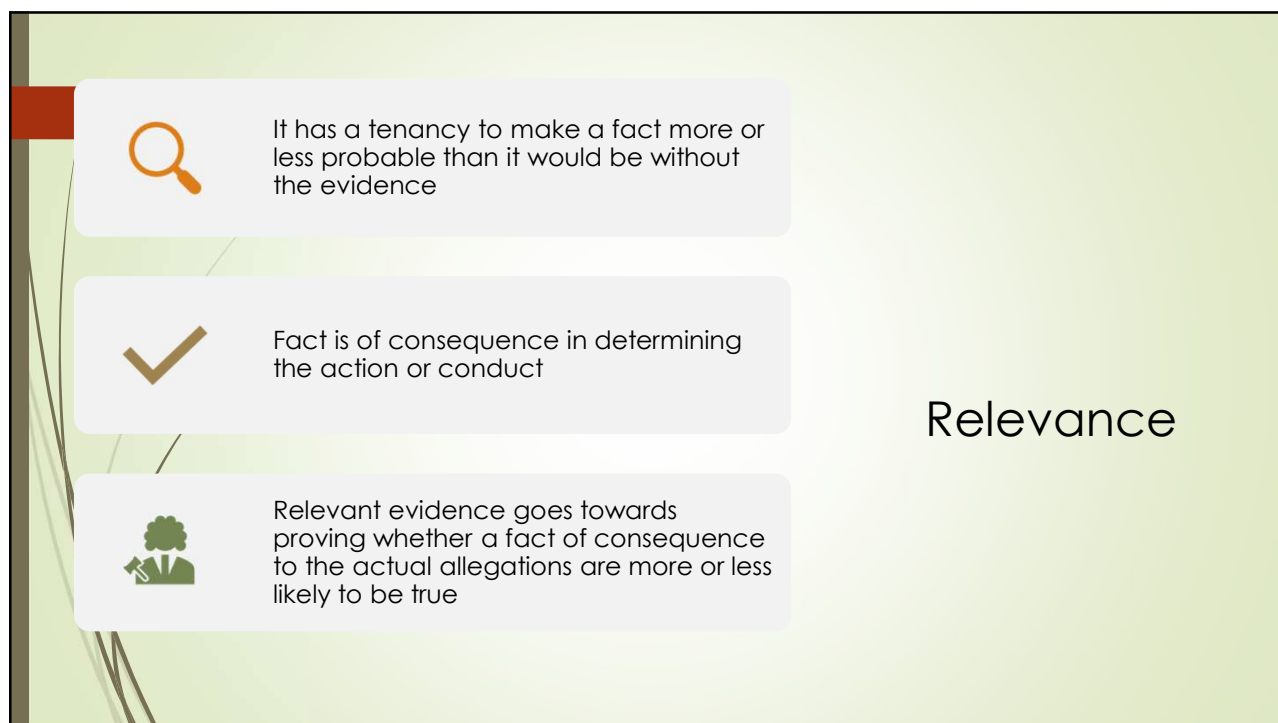 It has a tenancy to make a fact more or
less probable than it would be without
the evidence
Fact is of consequence in determining
the action or conduct
Relevance
Relevant evidence goes towards
proving whether a fact of consequence
to the actual allegations are more or less
likely to be true